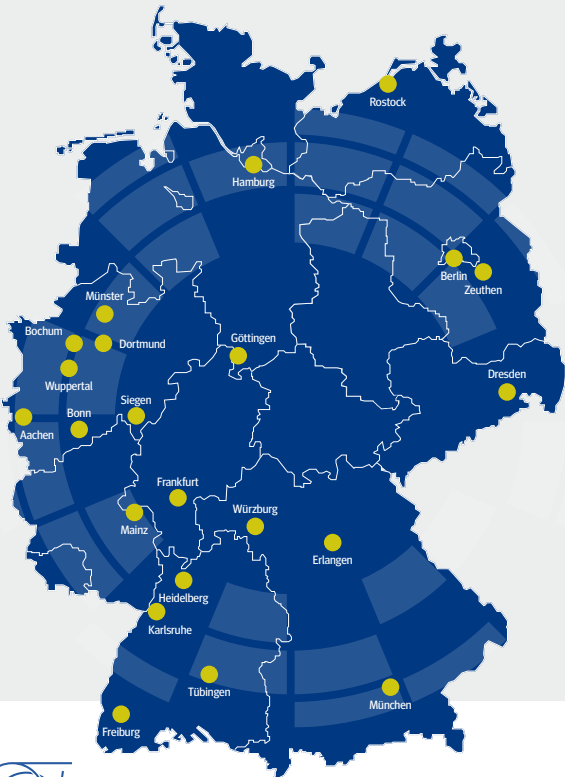 Rostock
Hamburg
Berlin
Zeuthen
Münster
Bochum
Dortmund
Göttingen
Wuppertal
Dresden
Siegen
Bonn
Aachen
Frankfurt
Würzburg
Mainz
Erlangen
Heidelberg
Karlsruhe
Tübingen
München
Freiburg